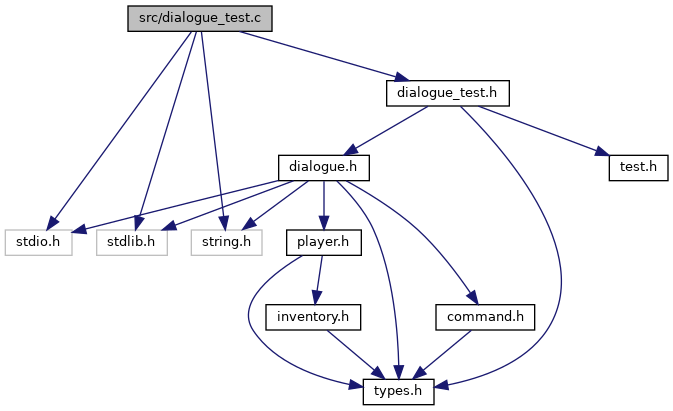 src/dialogue_test.c
dialogue_test.h
dialogue.h
test.h
stdio.h
stdlib.h
string.h
player.h
inventory.h
command.h
types.h